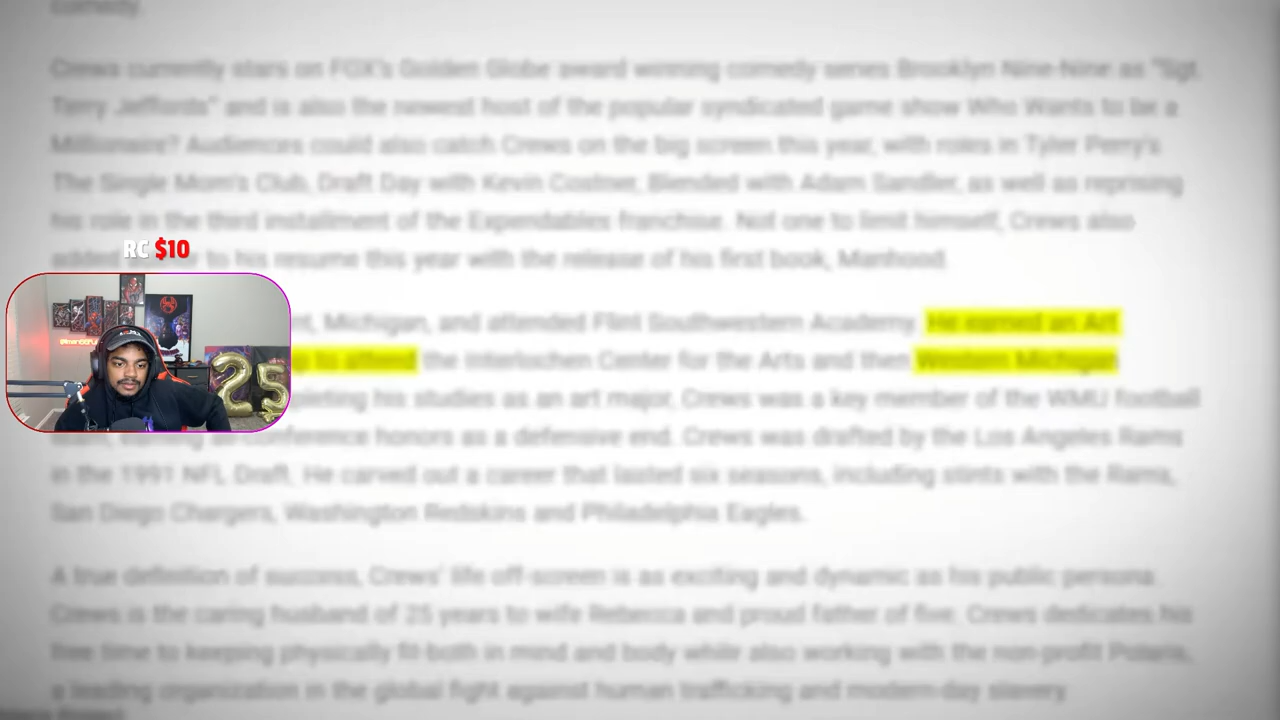 comedy.
Crews currently stars on FOX's Golden Globe award winning comedy series Brooklyn Nine-Nine as "Sgt.
Terry Jeffords" and is also the newest host of the popular syndicated game show Who Wants to be a
Millionaire? Audiences could also catch Crews on the big screen this year, with roles in Tyler Perry's
The Single Mom's Club, Draft Day with Kevin Costner, Blended with Adam Sandler, as well as reprising
his role in the third installment of the Expendables franchise. Not one to limit himself, Crews also
RC $10
added to his resume this year with the release of his first book, Manhood.
Michigan, and attended Flint Southwestern Academy. He earned an Art
to attend the Interlochen Center for the Arts and then Western Michigan
his studies as an art major, Crews was a key member of the WMU football
25
conference honors as a defensive end. Crews was drafted by the Los Angeles Rams
in the 1991 NFL Draft. He carved out a career that lasted six seasons, including stints with the Rams,
San Diego Chargers, Washington Redskins and Philadelphia Eagles.
A true definition of success, Crews' life off-screen is as exciting and dynamic as his public persona.
Crews is the caring husband of 25 years to wife Rebecca and proud father of five. Crews dedicates his
free time to keeping physically fit-both in mind and body while also working with the non-profit Polaris,
a leading organization in the global fight against human trafficking and modern-day slavery.